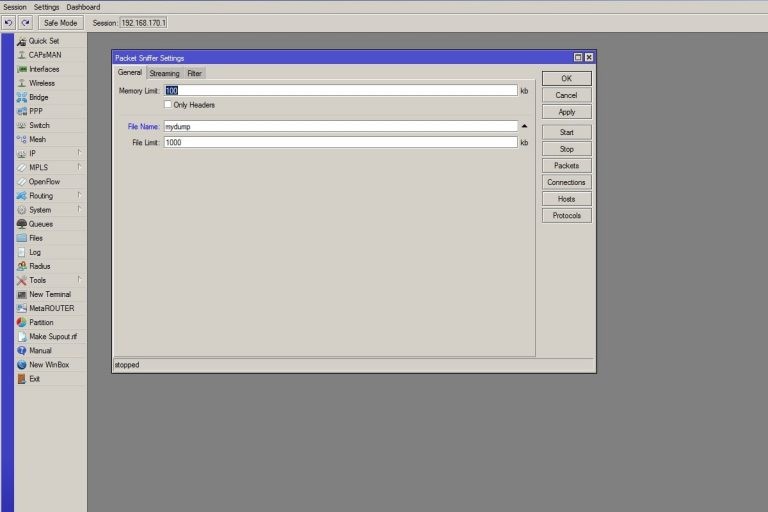 Session Settings Dashboard
Safe Mode Session: 192.168.170.1
Quick Set
CAPsMAN
Interfaces
Wireless
Bridge
PPP
Switch
Mesh
IP
MPLS
OpenFlow
Routing
System
Queues
Files
Log
Radius
Tools
New Terminal
MetaROUTER
Partition
Make Supout.rif
Manual
New WinBox
Exit
Packet Sniffer Settings
General Streaming Filter
Memory Limit: 100 kb
Only Headers
File Name: mydump
File Limit: 1000 kb
OK
Cancel
Apply
Start
Stop
Packets
Connections
Hosts
Protocols
stopped